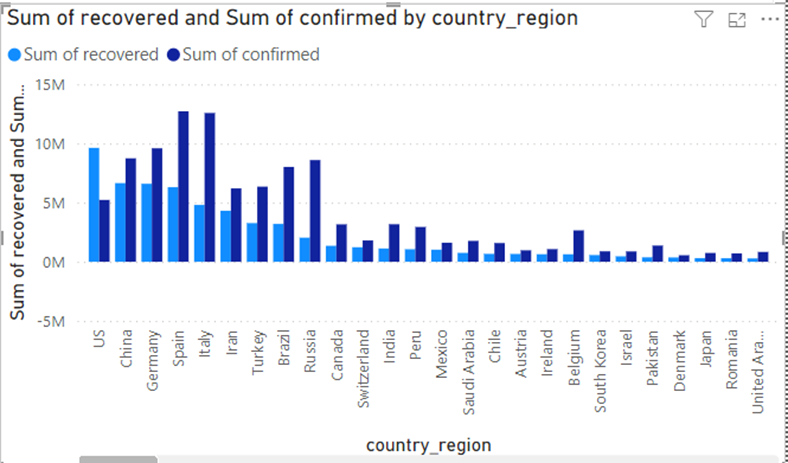 Sum of recovered and Sum of confirmed by country_region
Sum of recovered Sum of confirmed
Sum of recovered and Sum...
15M
10M
5M
0M
-5M
US
China
Germany
Spain
Italy
Iran
Turkey
Brazil
Russia
Canada
Switzerland
India
Peru
Mexico
Saudi Arabia
Chile
Austria
Ireland
Belgium
South Korea
Israel
Pakistan
Denmark
Japan
Romania
United Ara...
country_region